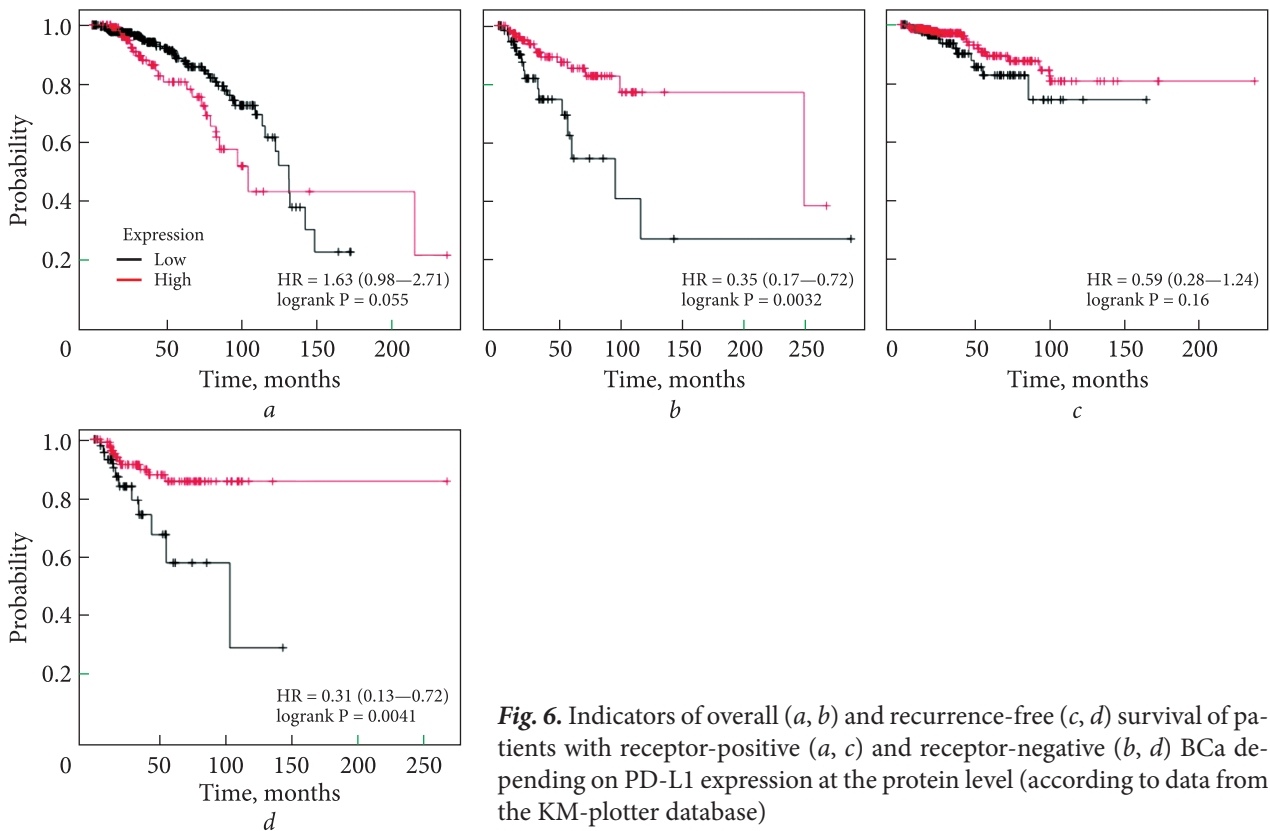 1.0
0.8
0.6
0.4
0.2
Probability
Expression
Low
High
HR = 1.63 (0.98—2.71)
logrank P = 0.055
0 50 100 150 200
Time, months
a
HR = 0.35 (0.17—0.72)
logrank P = 0.0032
0 50 100 150 200 250
Time, months
b
HR = 0.59 (0.28—1.24)
logrank P = 0.16
0 50 100 150 200
Time, months
c
1.0
0.8
0.6
0.4
0.2
Probability
HR = 0.31 (0.13—0.72)
logrank P = 0.0041
0 50 100 150 200 250
Time, months
d
Fig. 6. Indicators of overall (a, b) and recurrence-free (c, d) survival of pa-
tients with receptor-positive (a, c) and receptor-negative (b, d) BCa de-
pending on PD-L1 expression at the protein level (according to data from
the KM-plotter database)